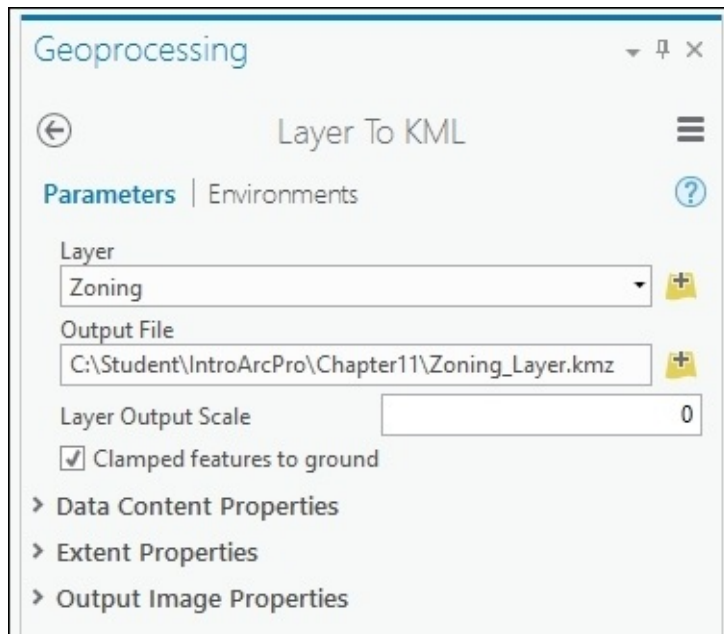 Geoprocessing
Layer To KML
Parameters | Environments
Layer
Zoning
Output File
C:\Student\IntroArcPro\Chapter11\Zoning_Layer.kmz
Layer Output Scale 0
Clamped features to ground
Data Content Properties
Extent Properties
Output Image Properties